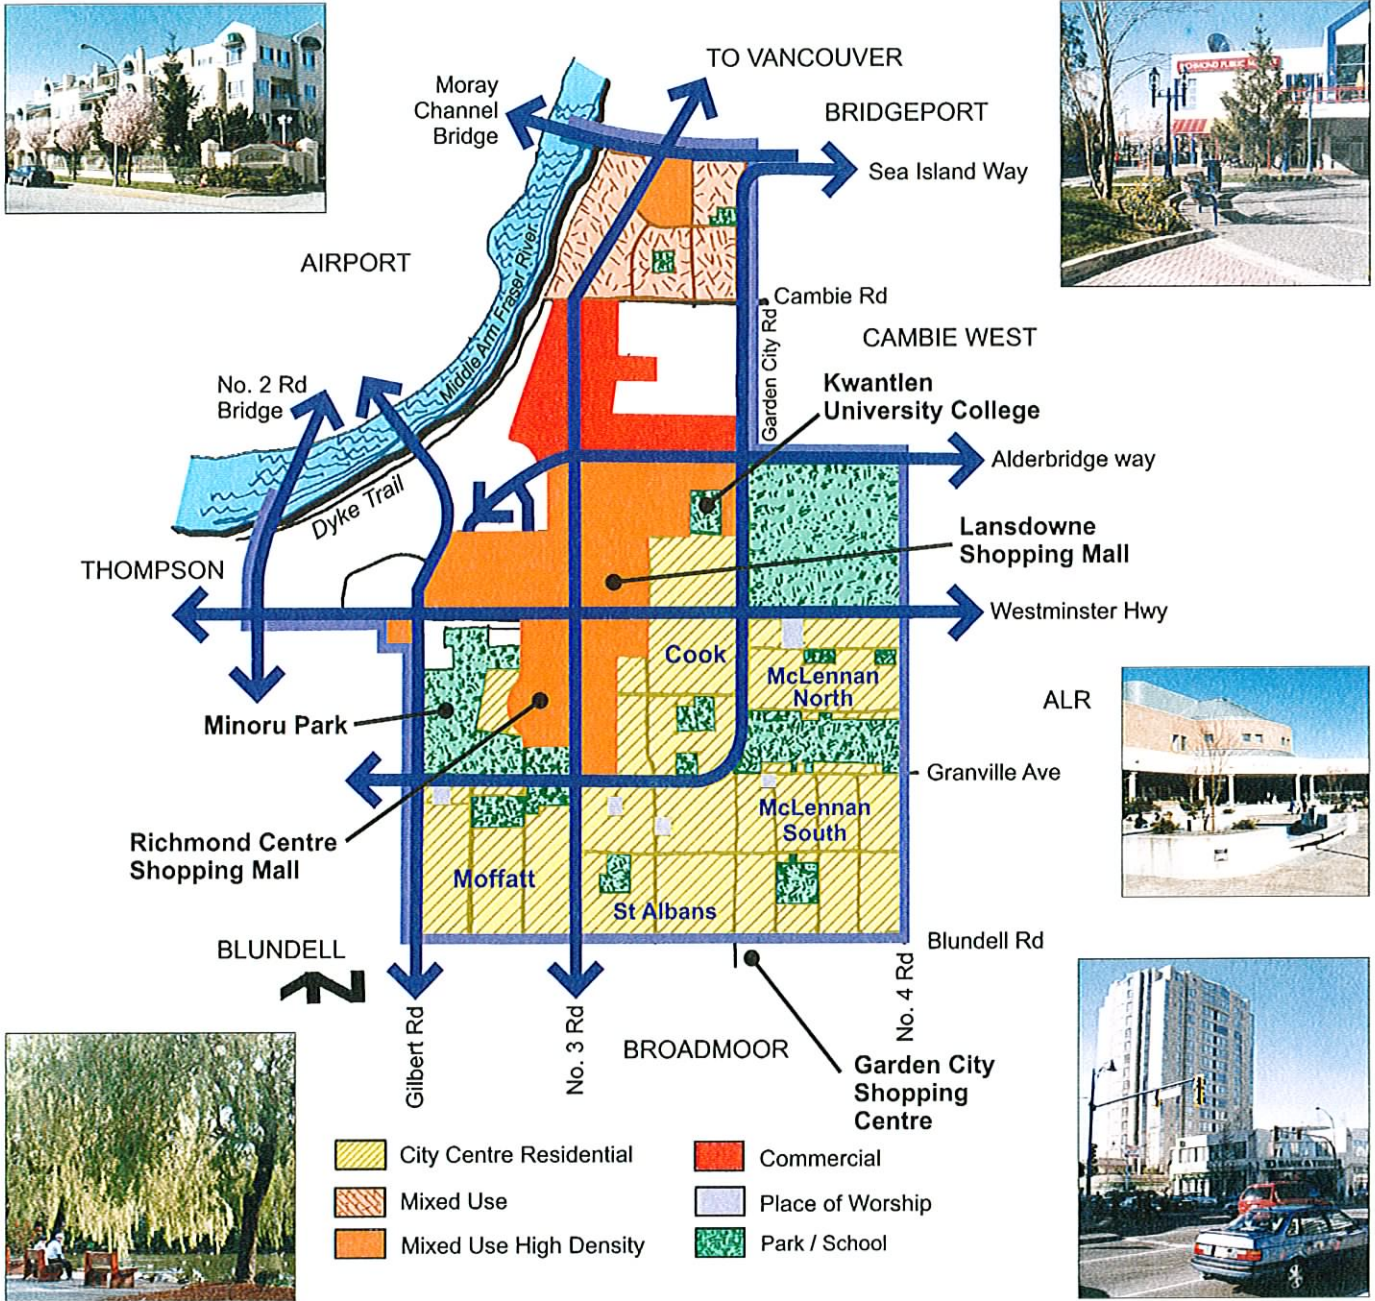 TO VANCOUVER
Moray
Channel
Bridge
BRIDGEPORT
RICHMOND PUBLIC MARKET
Sea Island Way
AIRPORT
Middle Arm Fraser River
Cambie Rd
Garden City Rd
CAMBIE WEST
No. 2 Rd
Bridge
Kwantlen
University College
Alderbridge way
Dyke Trail
Lansdowne
Shopping Mall
THOMPSON
Westminster Hwy
Cook
McLennan
North
ALR
Minoru Park
Granville Ave
McLennan
South
Richmond Centre
Shopping Mall
Moffatt
St Albans
BLUNDELL
Blundell Rd
N
Gilbert Rd
No. 3 Rd
No. 4 Rd
BROADMOOR
Garden City
Shopping
Centre
City Centre Residential
Mixed Use
Mixed Use High Density
Commercial
Place of Worship
Park / School